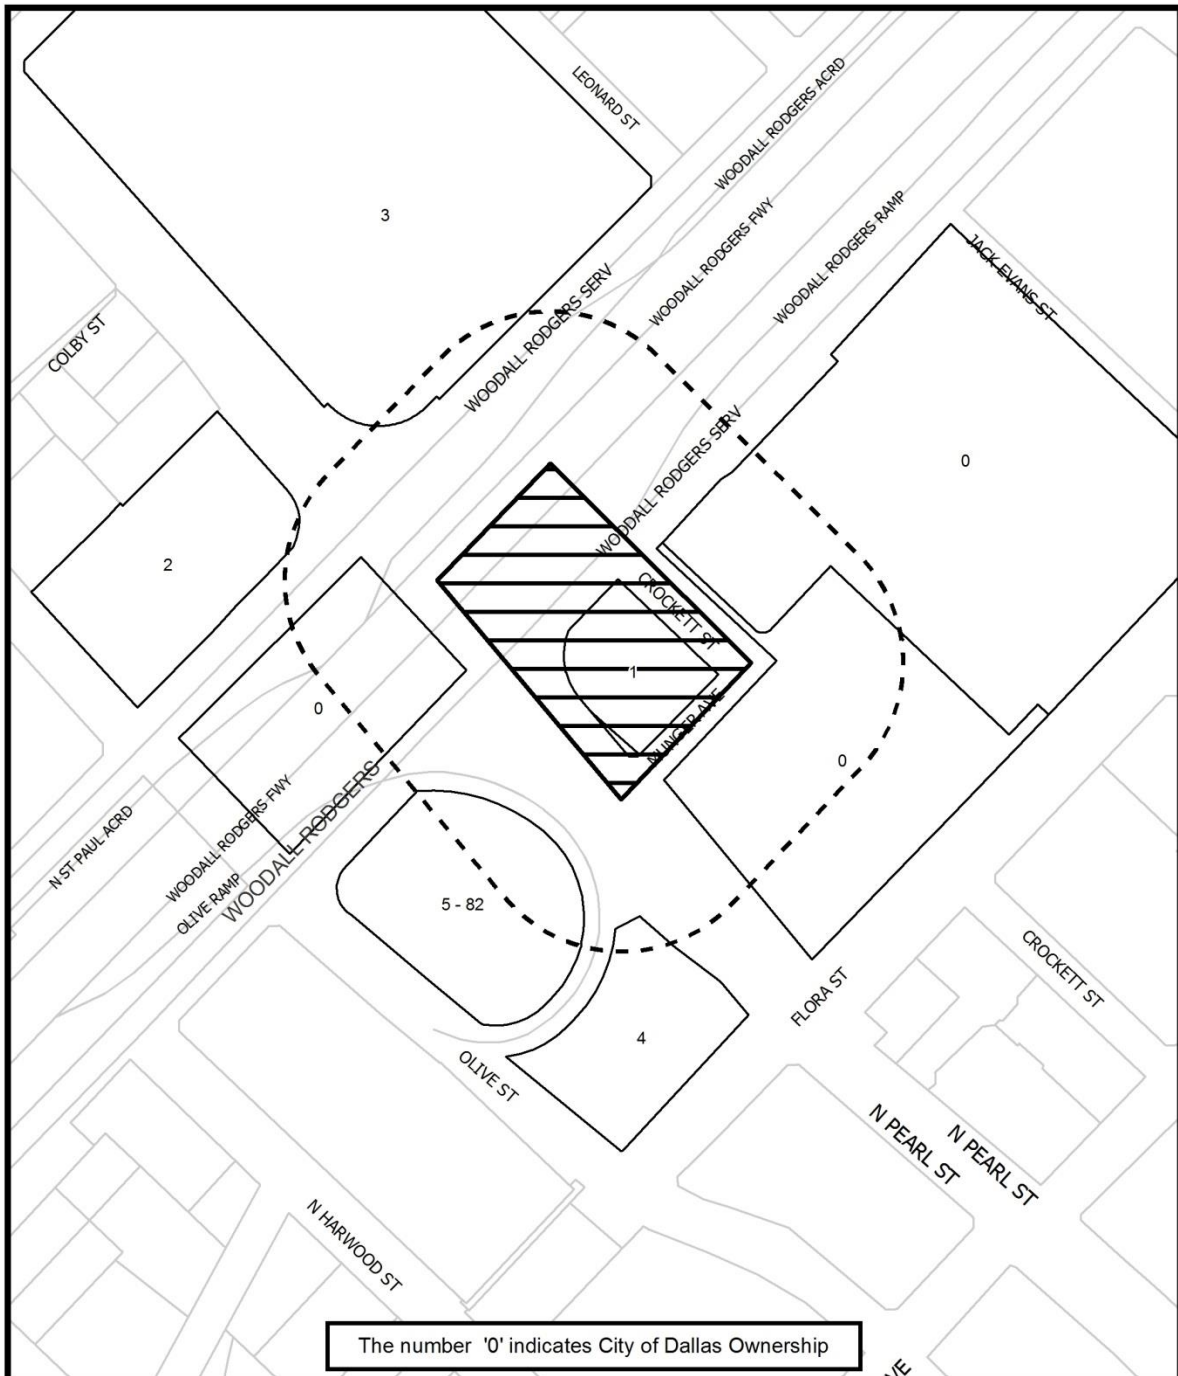 LEONARD ST
WOODALL RODGERS ACRD
3
WOODALL RODGERS FWY
WOODALL RODGERS RAMP
JACK EVANS ST
WOODALL RODGERS SERV
COLBY ST
WOODALL RODGERS SERV
0
2
CROCKETT ST
1
0
MUNGER AVE
0
WOODALL RODGERS FWY
WOODALL RODGERS
N ST PAUL ACRD
OLIVE RAMP
5 - 82
CROCKETT ST
FLORA ST
4
OLIVE ST
N PEARL ST
N PEARL ST
N HARWOOD ST
The number '0' indicates City of Dallas Ownership
VE